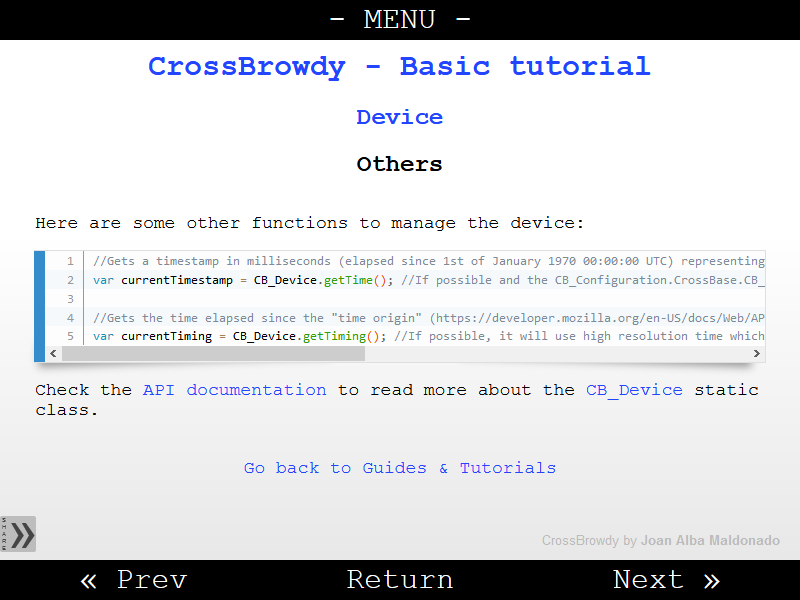 - MENU -
CrossBrowdy - Basic tutorial
Device
Others
Here are some other functions to manage the device:
1 //Gets a timestamp in milliseconds (elapsed since 1st of January 1970 00:00:00 UTC) representing
2 var currentTimestamp = CB_Device.getTime(); //If possible and the CB_Configuration.CrossBase.CB_
3
4 //Gets the time elapsed since the "time origin" (https://developer.mozilla.org/en-US/docs/Web/AP
5 var currentTiming = CB_Device.getTiming(); //If possible, it will use high resolution time which
Check the API documentation to read more about the CB_Device static
class.
Go back to Guides & Tutorials
SHARE
CrossBrowdy by Joan Alba Maldonado
« Prev Return Next »